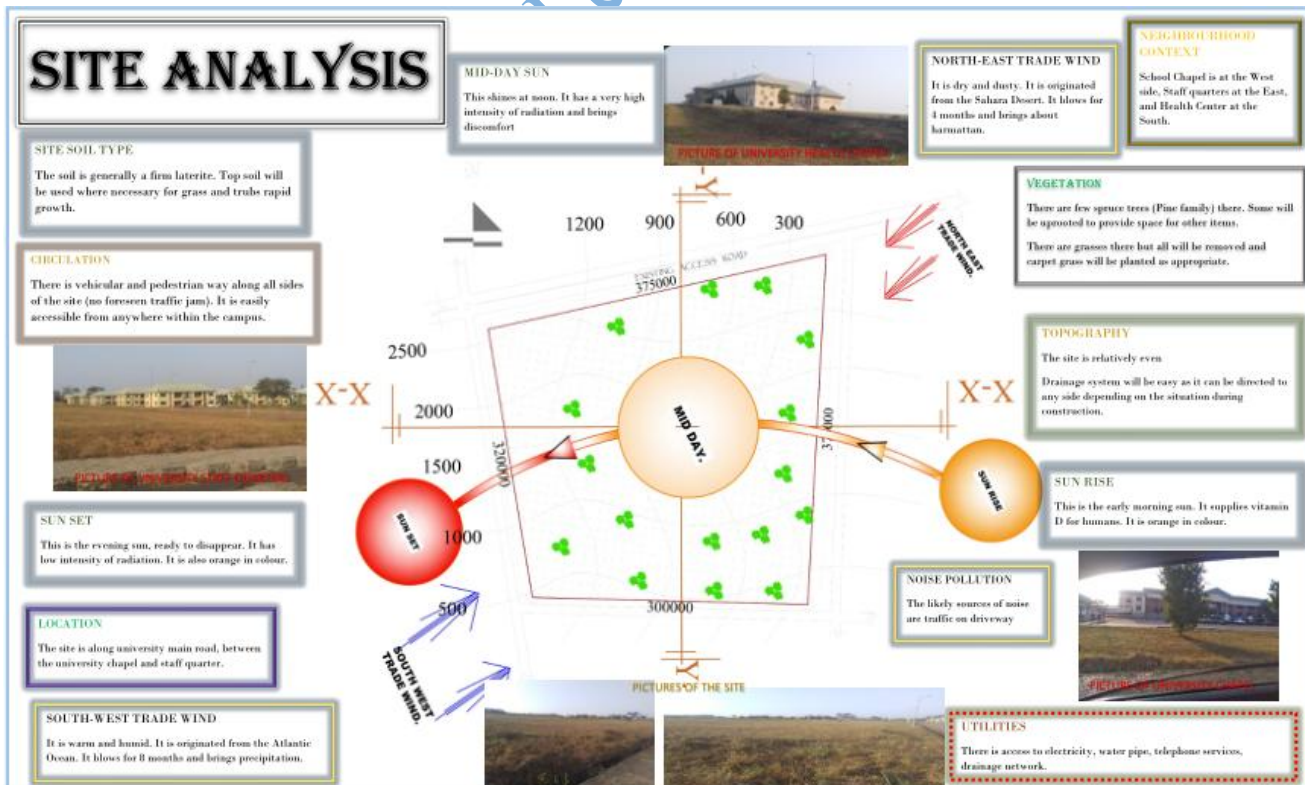 SITE ANALYSIS
MID-DAY SUN
This shines at noon. It has a very high
intensity of radiation and brings
discomfort
PICTURE OF UNIVERSITY HEALTH
NORTH-EAST TRADE WIND
It is dry and dusty. It is originated
from the Sahara Desert. It blows for
4 months and brings about
harmattan.
NEIGHBOURHOOD
CONTEXT
School Chapel is at the West
side, Staff quarters at the East,
and Health Center at the
South.
SITE SOIL TYPE
The soil is generally a firm laterite. Top soil will
be used where necessary for grass and trubs rapid
growth.
CIRCULATION
There is vehicular and pedestrian way along all sides
of the site (no foreseen traffic jam). It is easily
accessible from anywhere within the campus.
VEGETATION
There are few spruce trees (Pine family) there. Some will
be uprooted to provide space for other items.
There are grasses there but all will be removed and
carpet grass will be planted as appropriate.
TOPOGRAPHY
The site is relatively even
Drainage system will be easy as it can be directed to
any side depending on the situation during
construction.
Y
1200
900
600
300
NORTH EAST
TRADE WIND.
EXISTING ACCESS ROAD
375000
2500
X-X
X-X
2000
MID DAY.
1500
320000
SUN RISE
SUN SET
1000
500
300000
SOUTH WEST
TRADE WIND.
Y
PICTURES OF THE SITE
PICTURE OF UNIVERSITY
SUN SET
This is the evening sun, ready to disappear. It has
low intensity of radiation. It is also orange in colour.
SUN RISE
This is the early morning sun. It supplies vitamin
D for humans. It is orange in colour.
NOISE POLLUTION
The likely sources of noise
are traffic on driveway
PICTURE OF UNIVERSITY
LOCATION
The site is along university main road, between
the university chapel and staff quarter.
SOUTH-WEST TRADE WIND
It is warm and humid. It is originated from the Atlantic
Ocean. It blows for 8 months and brings precipitation.
UTILITIES
There is access to electricity, water pipe, telephone services,
drainage network.